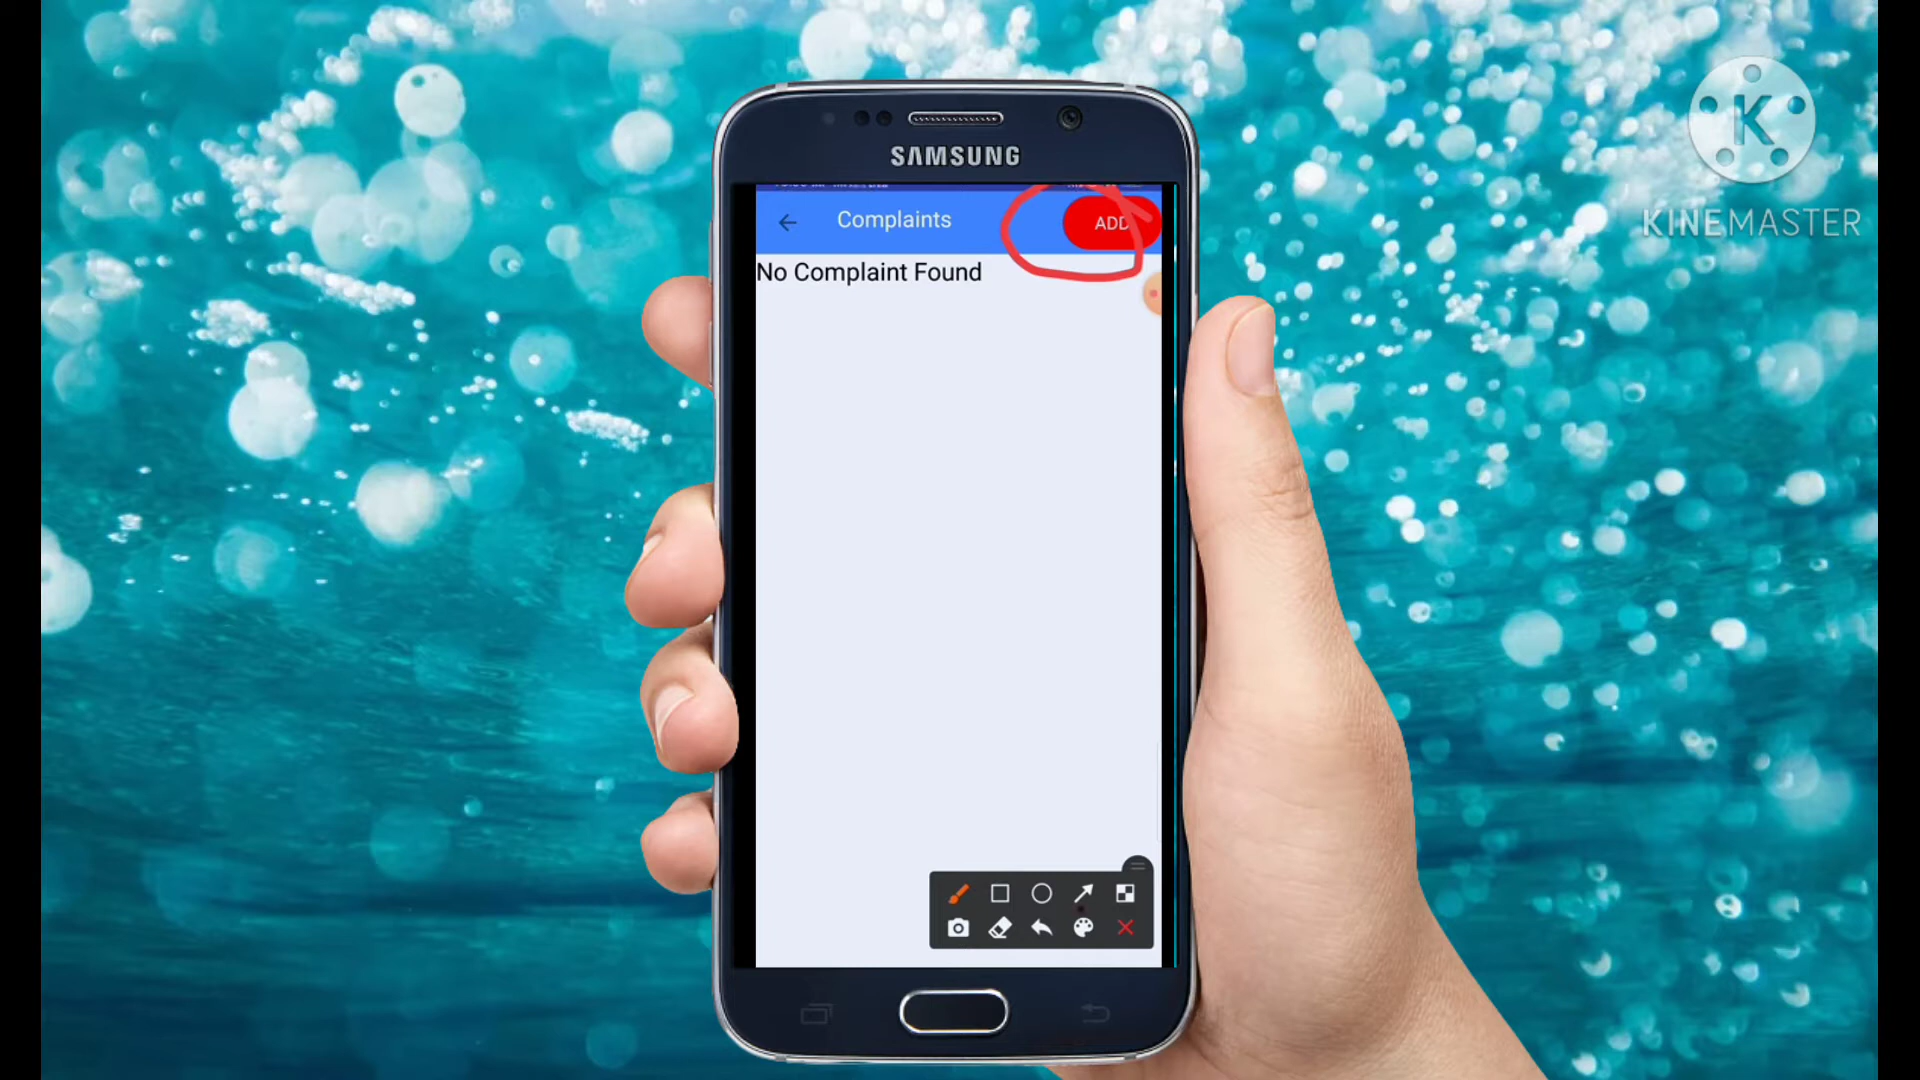 K
KINEMASTER
SAMSUNG
Complaints
ADD
No Complaint Found